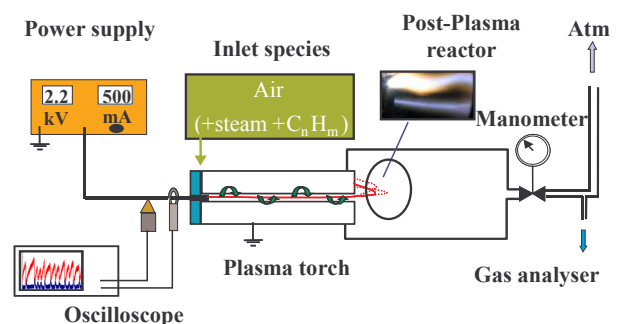 Power supply
2.2
500
kV
mA
Inlet species
Air
(+steam +CnHm)
Post-Plasma
reactor
Atm
Manometer
Plasma torch
Gas analyser
Oscilloscope